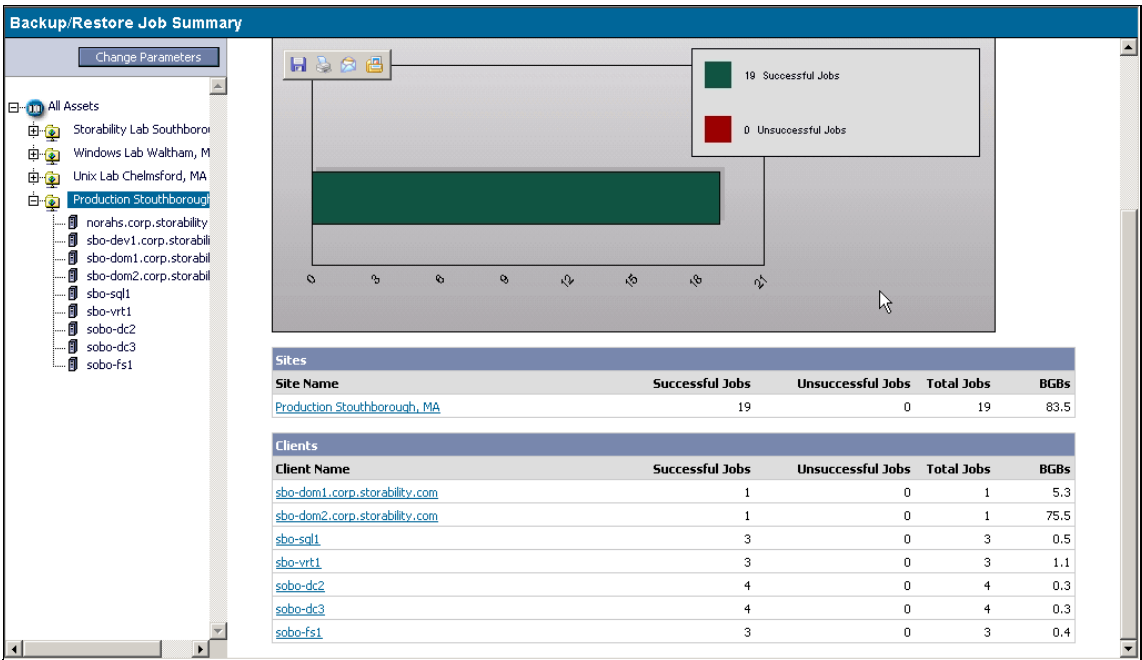 Backup/Restore Job Summary
Change Parameters
All Assets
Storability Lab Southborou
Windows Lab Waltham, M
Unix Lab Chelmsford, MA
Production Stouthborough
norahs.corp.storability
sbo-dev1.corp.storabili
sbo-dom1.corp.storabil
sbo-dom2.corp.storabil
sbo-sql1
sbo-vrt1
sobo-dc2
sobo-dc3
sobo-fs1
19 Successful Jobs
0 Unsuccessful Jobs
0 3 6 9 12 15 18 21
Sites
Site Name Successful Jobs Unsuccessful Jobs Total Jobs BGBs
Production Stouthborough, MA 19 0 19 83.5
Clients
Client Name Successful Jobs Unsuccessful Jobs Total Jobs BGBs
sbo-dom1.corp.storability.com 1 0 1 5.3
sbo-dom2.corp.storability.com 1 0 1 75.5
sbo-sql1 3 0 3 0.5
sbo-vrt1 3 0 3 1.1
sobo-dc2 4 0 4 0.3
sobo-dc3 4 0 4 0.3
sobo-fs1 3 0 3 0.4